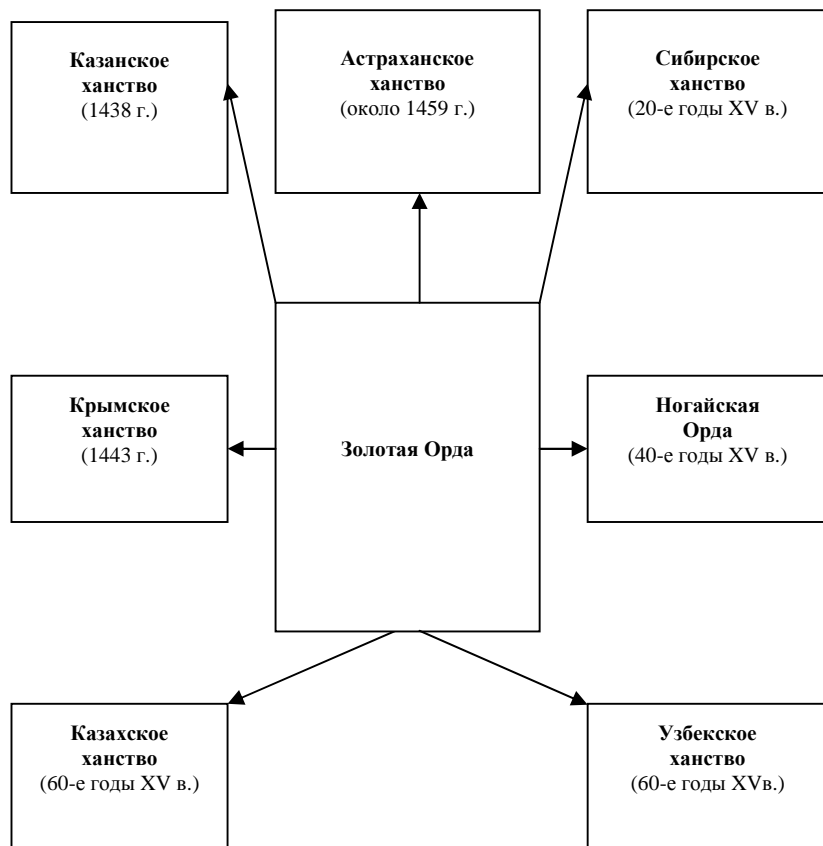 Казанское
ханство
(1438 г.)
Астраханское
ханство
(около 1459 г.)
Сибирское
ханство
(20-е годы XV в.)
Крымское
ханство
(1443 г.)
Золотая Орда
Ногайская
Орда
(40-е годы XV в.)
Казахское
ханство
(60-е годы XV в.)
Узбекское
ханство
(60-е годы XVв.)